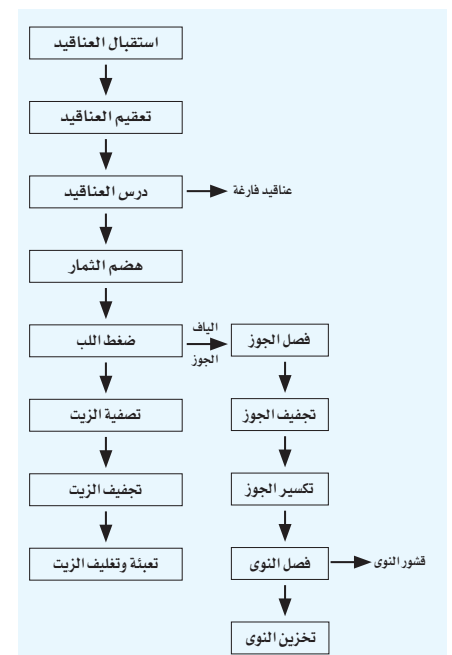 استقبال العناقيد
تعقيم العناقيد
درس العناقيد
عناقيد فارغة
هضم الثمار
ضغط اللب
الياف
الجوز
فصل الجوز
تصفية الزيت
تجفيف الجوز
تجفيف الزيت
تكسير الجوز
تعبئة وتغليف الزيت
فصل النوى
قشور النوى
تخزين النوى